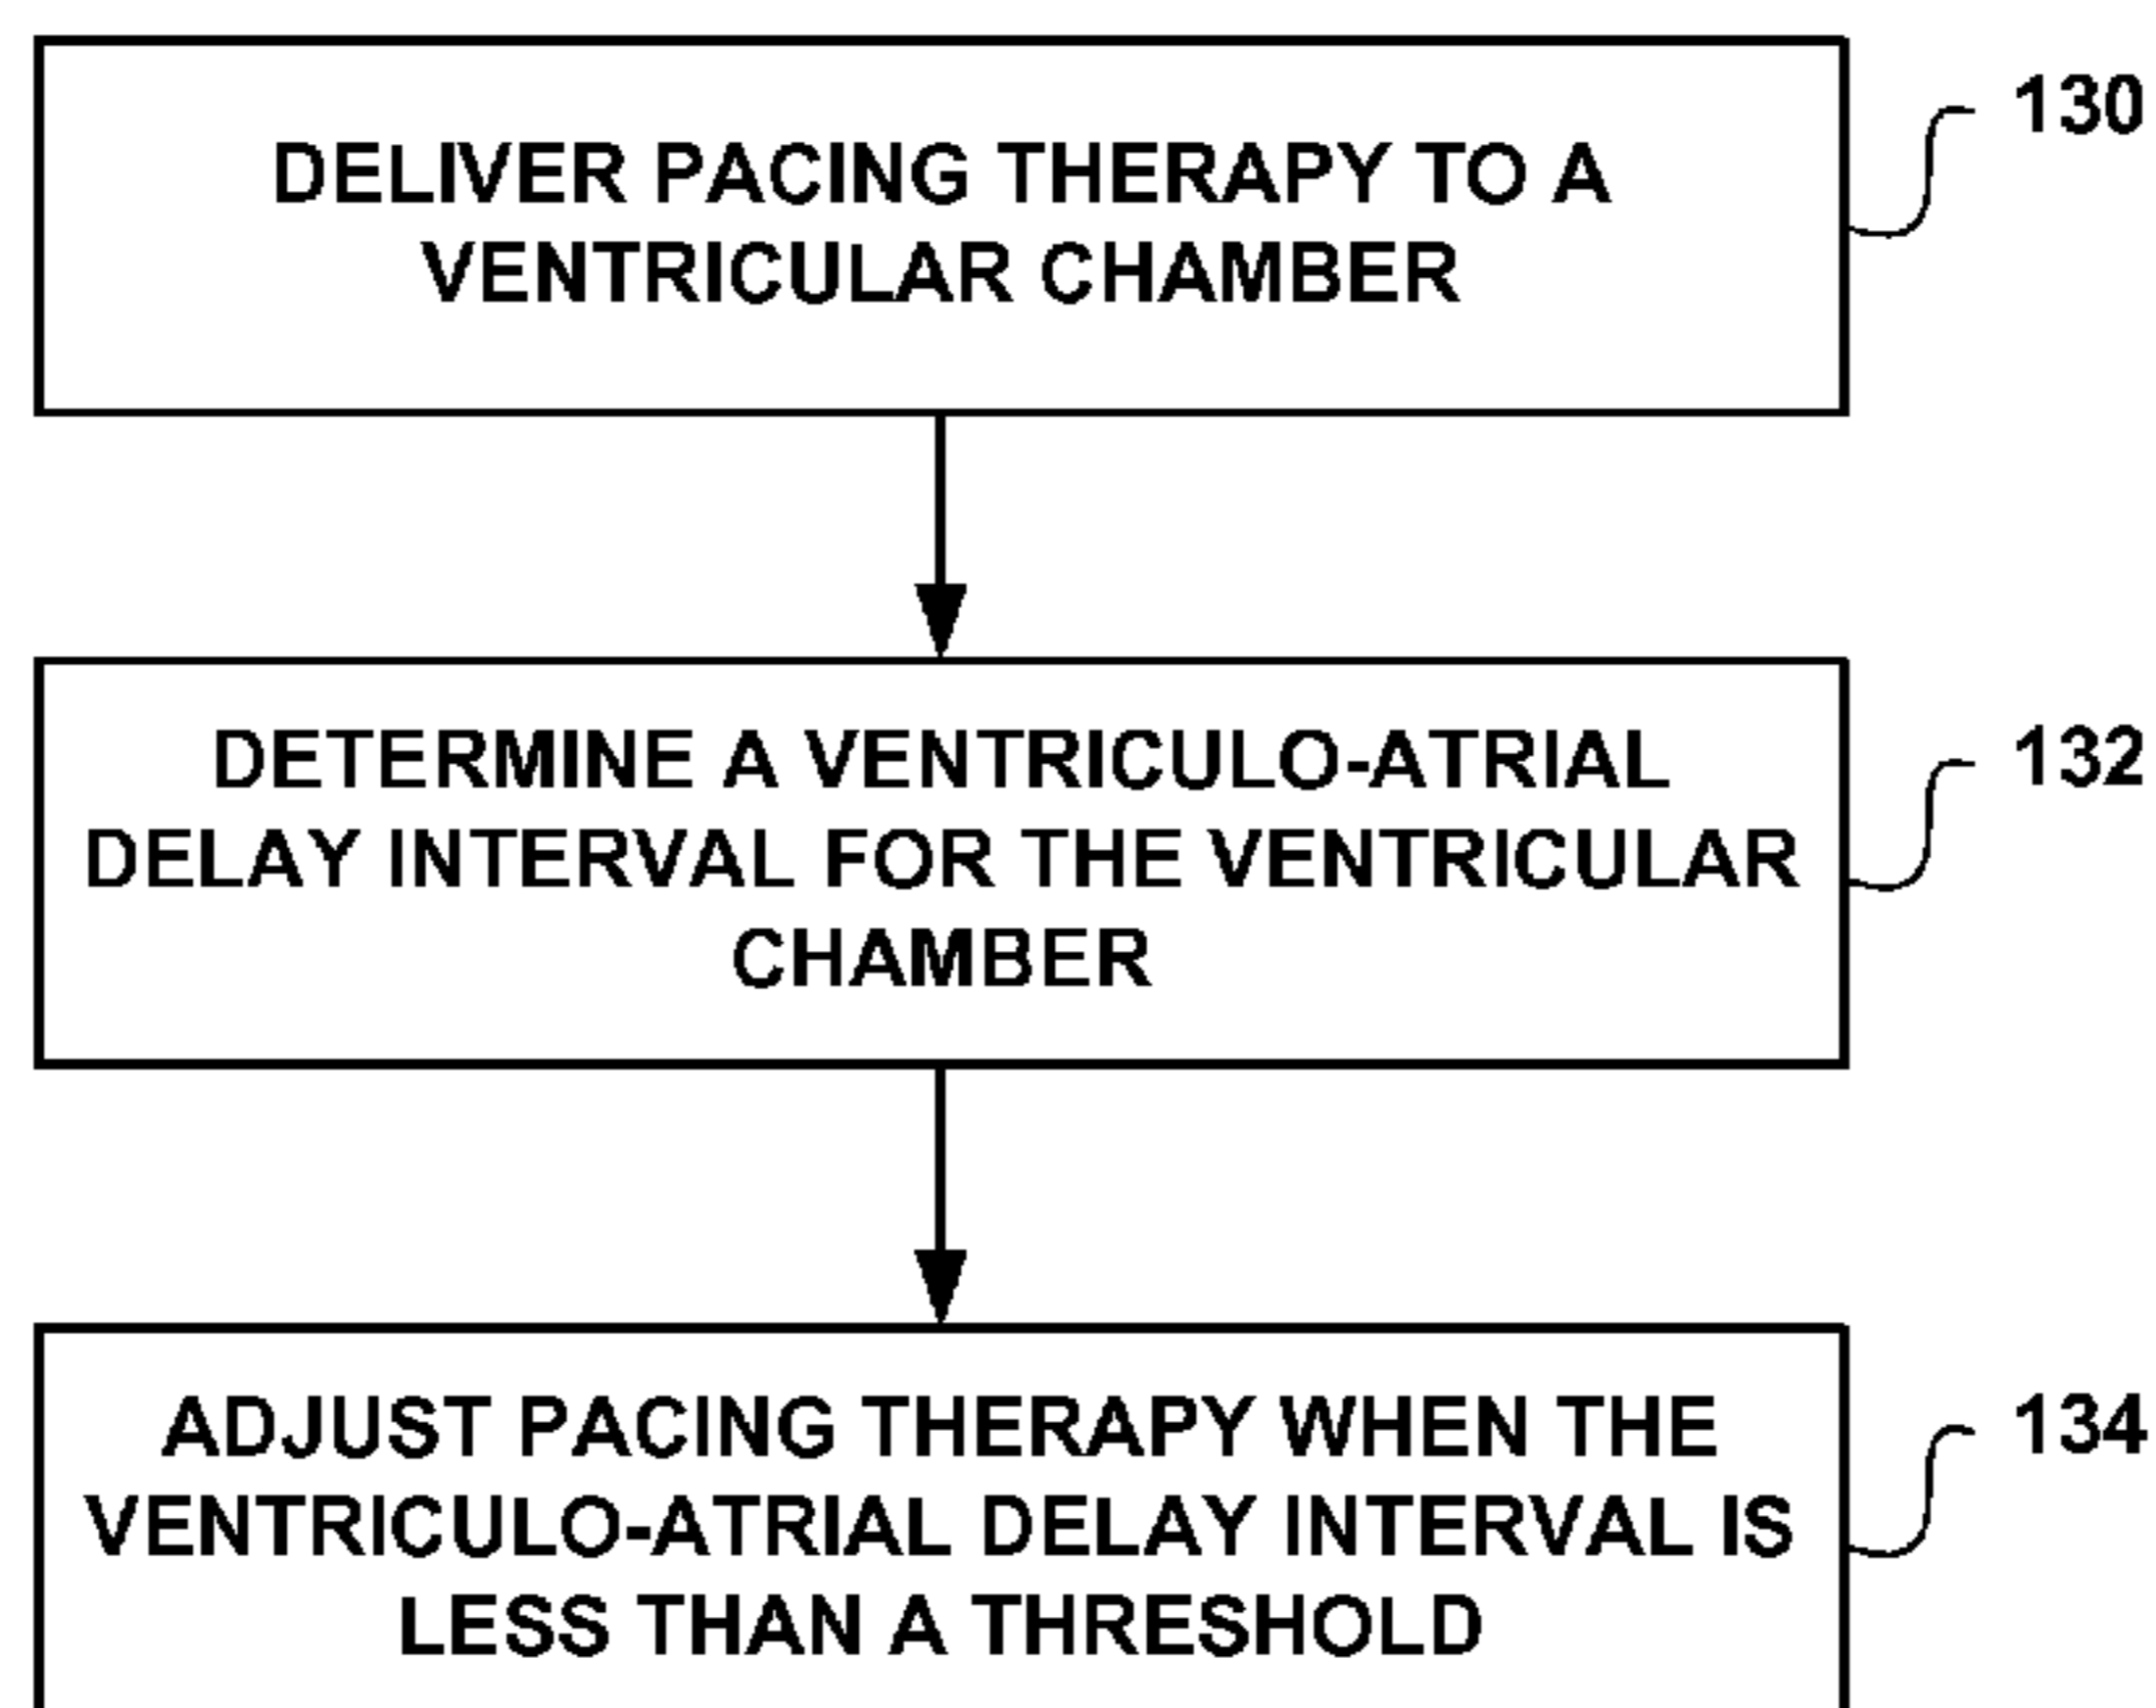 DELIVER PACING THERAPY TO A
VENTRICULAR CHAMBER
130
DETERMINE A VENTRICULO-ATRIAL
DELAY INTERVAL FOR THE VENTRICULAR
CHAMBER
132
ADJUST PACING THERAPY WHEN THE
VENTRICULO-ATRIAL DELAY INTERVAL IS
LESS THAN A THRESHOLD
134